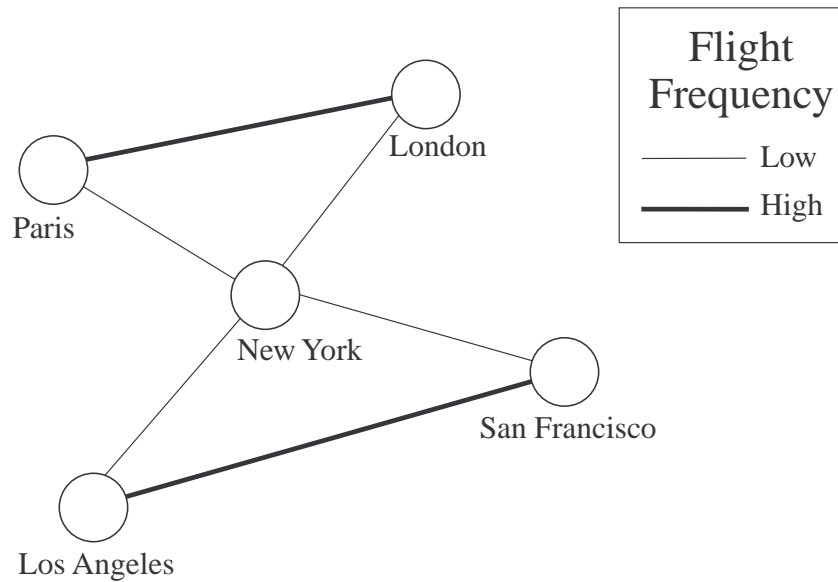 London
Paris
New York
San Francisco
Los Angeles
Flight
Frequency
Low
High